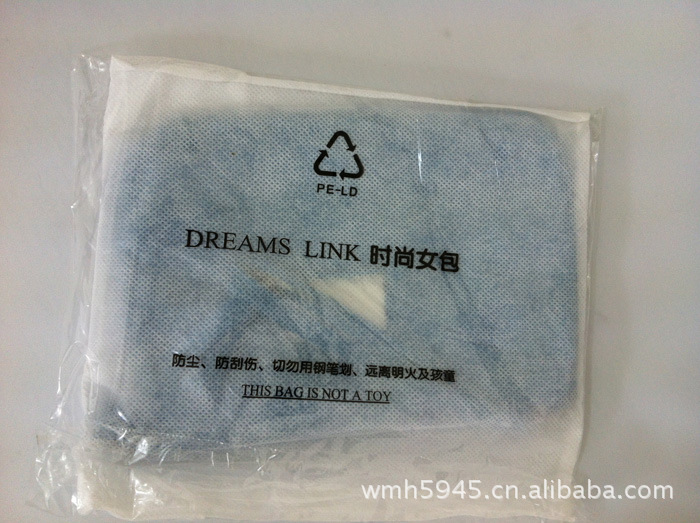 PE-LD
DREAMS LINK 时尚女包
防尘、防刮伤、切勿用钢笔划、远离明火及孩童
THIS BAG IS NOT A TOY
wmh5945.cn.alibaba.com